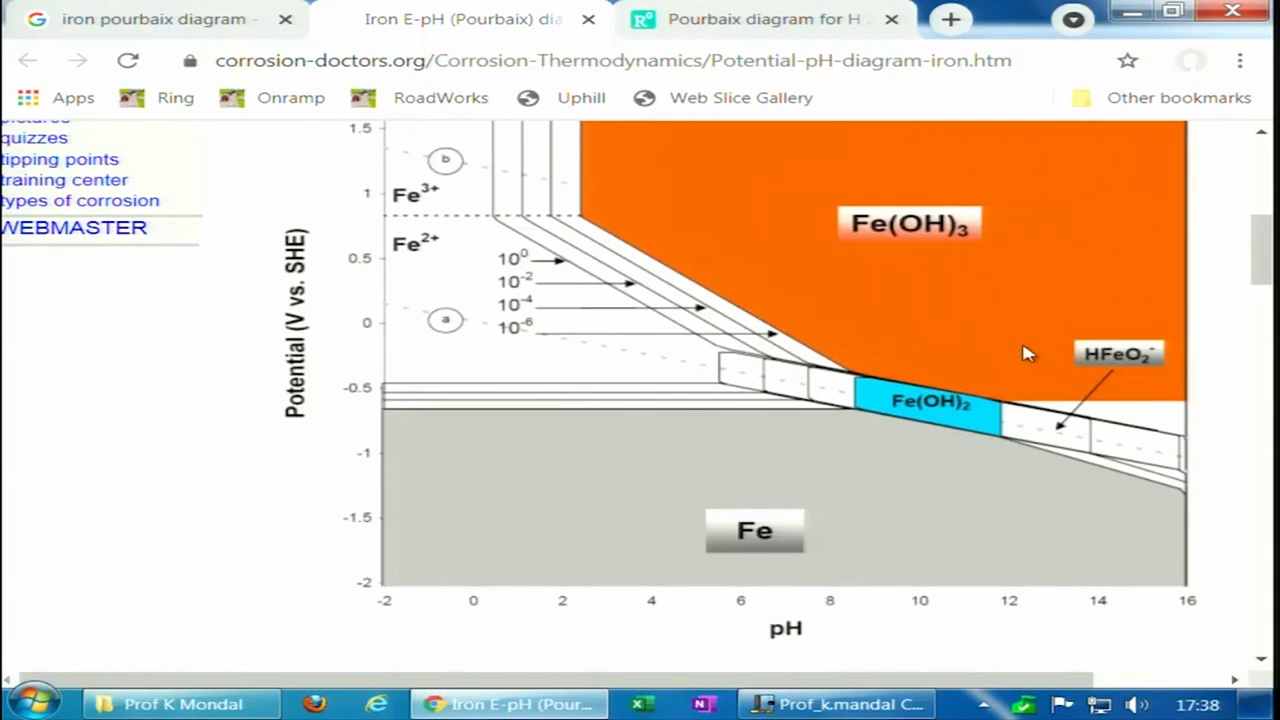 iron pourbaix diagram -
Iron E-pH (Pourbaix) dia
Pourbaix diagram for H
corrosion-doctors.org/Corrosion-Thermodynamics/Potential-pH-diagram-iron.htm
Apps
Ring
Onramp
RoadWorks
Uphill
Web Slice Gallery
Other bookmarks
pictures
quizzes
tipping points
training center
types of corrosion
WEBMASTER
Potential (V vs. SHE)
1.5
1
0.5
0
-0.5
-1
-1.5
-2
b
Fe³⁺
Fe²⁺
a
10⁰
10⁻²
10⁻⁴
10⁻⁶
Fe(OH)₃
HFeO₂⁻
Fe(OH)₂
Fe
-2 0 2 4 6 8 10 12 14 16
pH
Prof K Mondal
Iron E-pH (Pour...
Prof_k.mandal C...
17:38